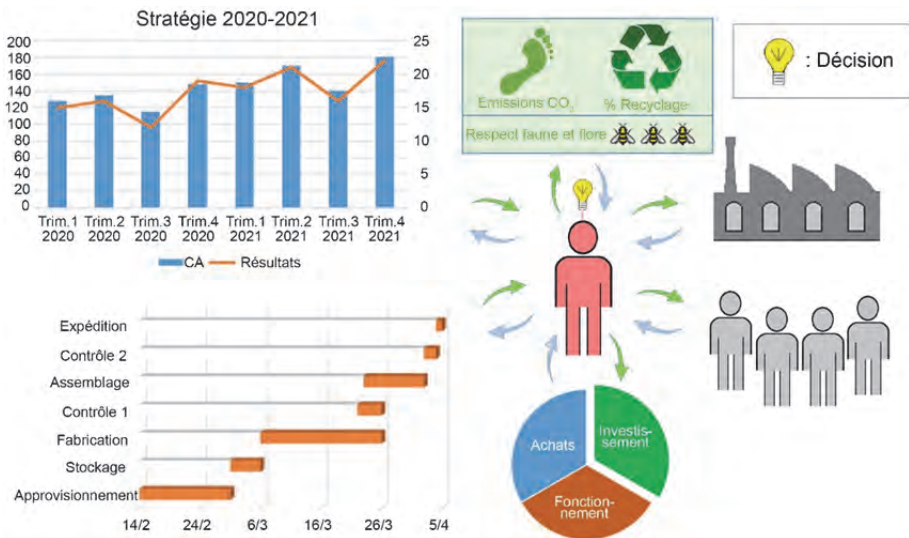 Stratégie 2020-2021
200
180
160
140
120
100
80
60
40
20
0
25
20
15
10
5
0
Trim.1 Trim.2 Trim.3 Trim.4 Trim.1 Trim.2 Trim.3 Trim.4
2020 2020 2020 2020 2021 2021 2021 2021
CA Résultats
Emissions CO2 % Recyclage
Respect faune et flore
: Décision
Expédition
Contrôle 2
Assemblage
Contrôle 1
Fabrication
Stockage
Approvisionnement
14/2 24/2 6/3 16/3 26/3 5/4
Achats
Investis-
sement
Fonction-
nement